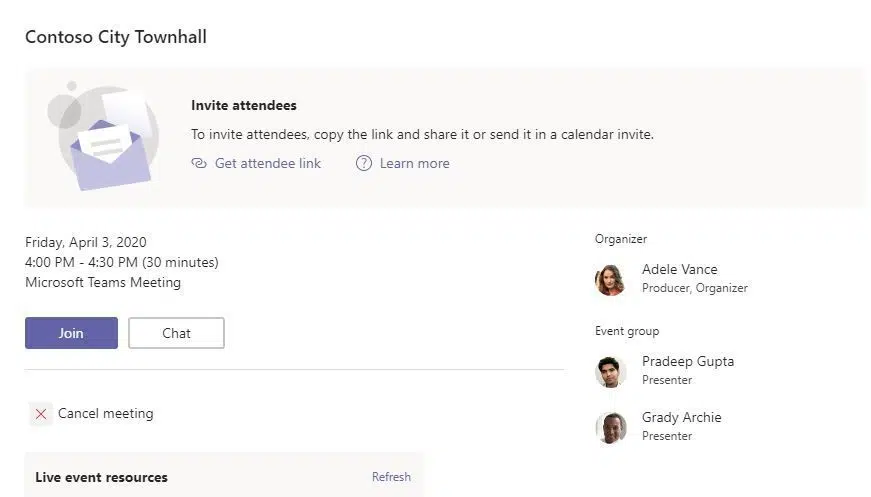 Contoso City Townhall
Invite attendees
To invite attendees, copy the link and share it or send it in a calendar invite.
Get attendee link
Learn more
Friday, April 3, 2020
4:00 PM - 4:30 PM (30 minutes)
Microsoft Teams Meeting
Join
Chat
Cancel meeting
Live event resources
Refresh
Organizer
Adele Vance
Producer, Organizer
Event group
Pradeep Gupta
Presenter
Grady Archie
Presenter